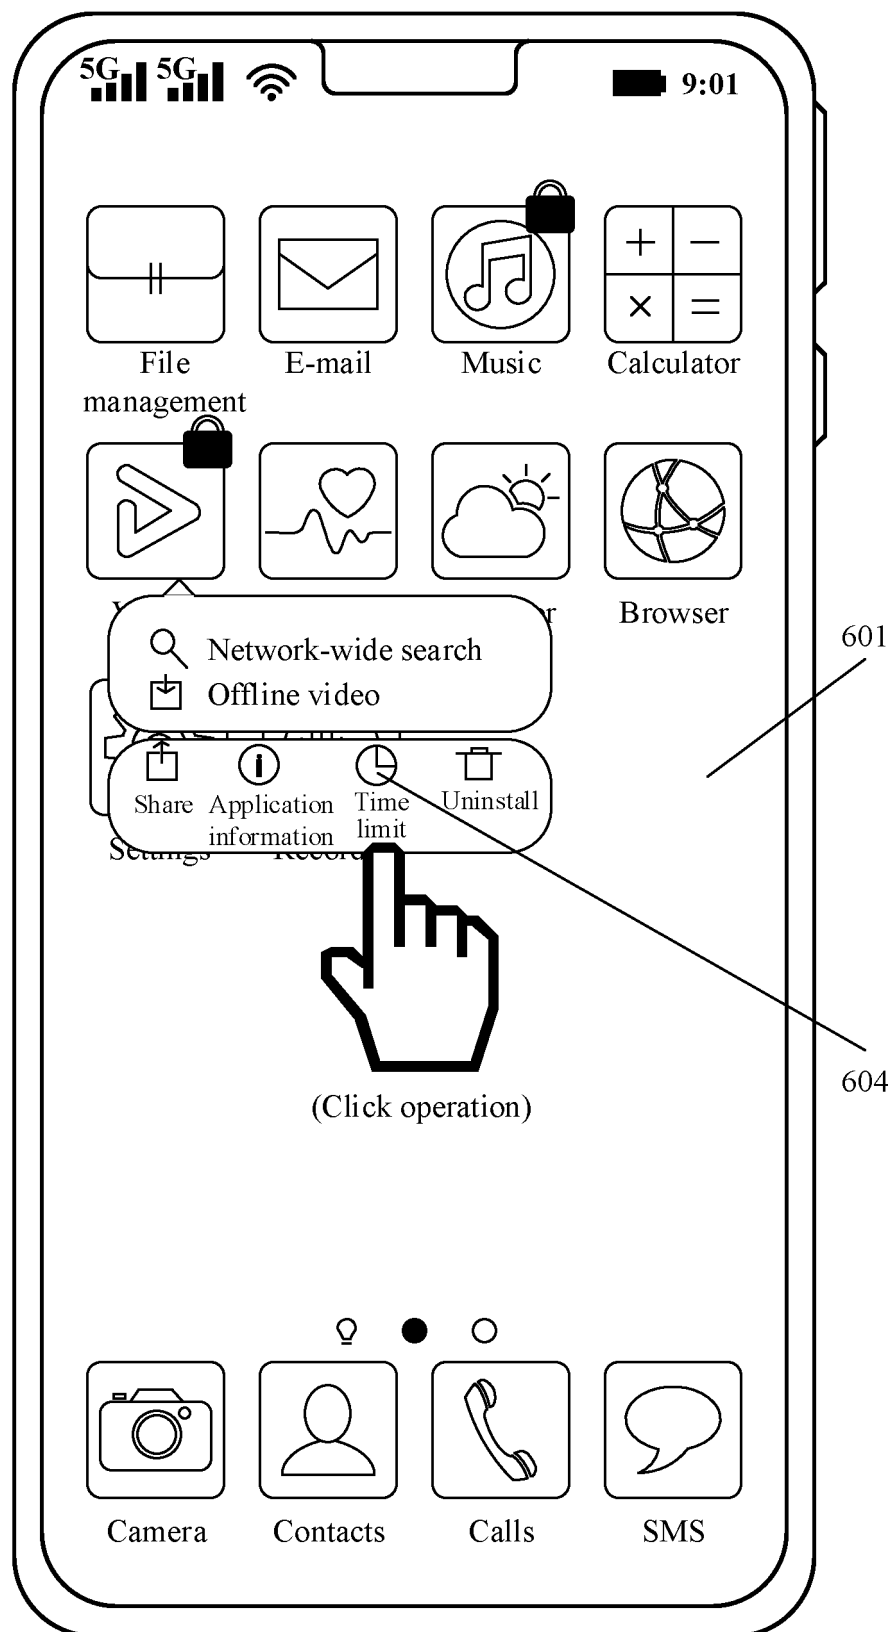 5G 5G 9:01
File management
E-mail
Music
Calculator
Browser
601
Network-wide search
Offline video
Share
Application information
Time limit
Uninstall
Settings
604
(Click operation)
Camera
Contacts
Calls
SMS